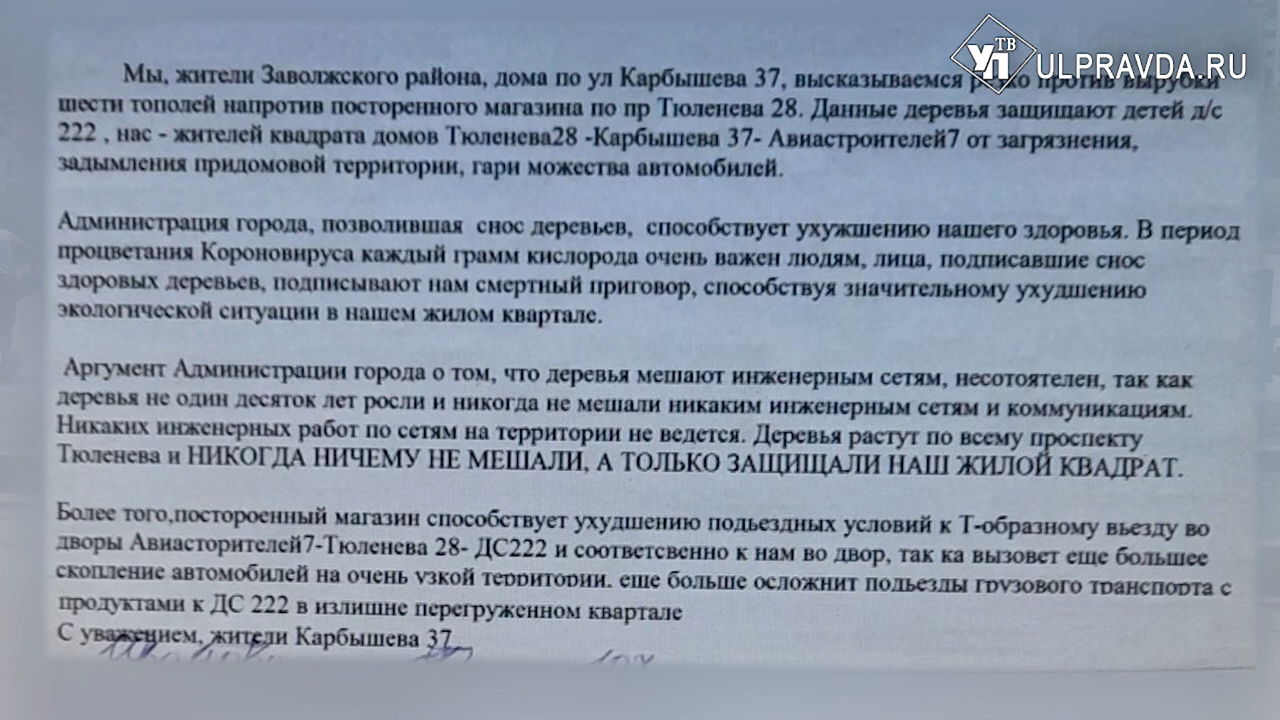 УП ТВ ULPRAVDA.RU
Мы, жители Заволжского района, дома по ул Карбышева 37, высказываемся против вырубки
шести тополей напротив посторенного магазина по пр Тюленева 28. Данные деревья защищают детей д/с
222 , нас - жителей квадрата домов Тюленева28 -Карбышева 37- Авиастроителей7 от загрязнения,
задымления придомовой территории, гари можества автомобилей.
Администрация города, позволившая снос деревьев, способствует ухужшению нашего здоровья. В период
процветания Короновируса каждый грамм кислорода очень важен людям, лица, подписавшие снос
здоровых деревьев, подписывают нам смертный приговор, способствуя значительному ухудшению
экологической ситуации в нашем жилом квартале.
Аргумент Администрации города о том, что деревья мешают инженерным сетям, несотоятелен, так как
деревья не один десяток лет росли и никогда не мешали никаким инженерным сетям и коммуникациям.
Никаких инженерных работ по сетям на территории не ведется. Деревья растут по всему проспекту
Тюленева и НИКОГДА НИЧЕМУ НЕ МЕШАЛИ, А ТОЛЬКО ЗАЩИЩАЛИ НАШ ЖИЛОЙ КВАДРАТ.
Более того,постороенный магазин способствует ухудшению подьездных условий к Т-образному вьезду во
дворы Авиасторителей7-Тюленева 28- ДС222 и соответсвенно к нам во двор, так ка вызовет еще большее
скопление автомобилей на очень узкой территории, еще больше осложнит подьезды грузового транспорта с
продуктами к ДС 222 в излишне перегруженном квартале
С уважением, жители Карбышева 37